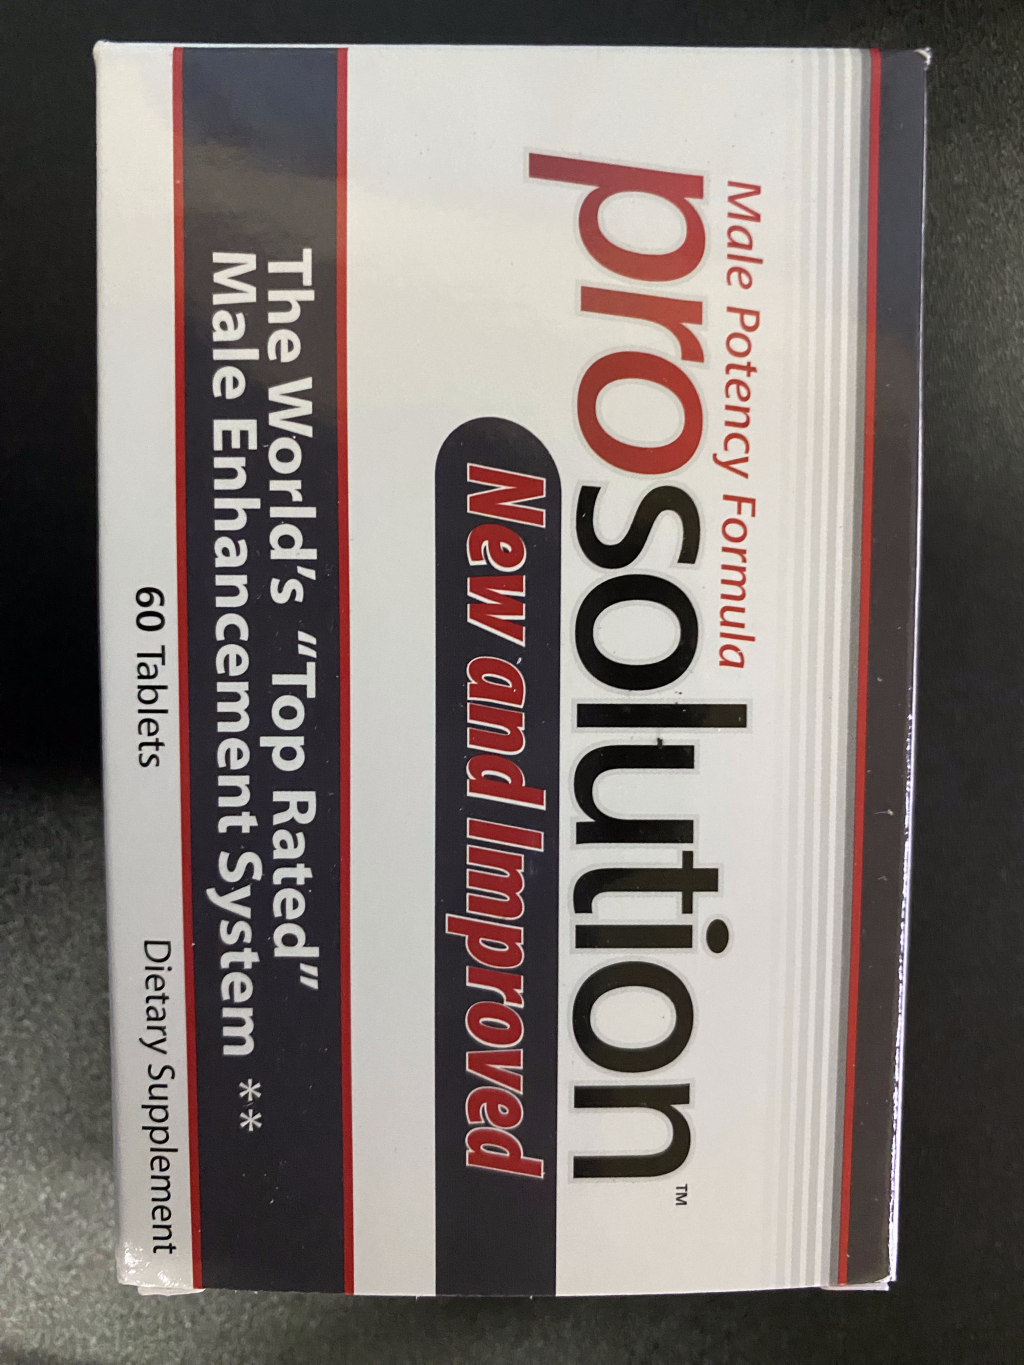 Male Potency Formula
prosolution™
New and Improved
The World's "Top Rated"
Male Enhancement System **
60 Tablets
Dietary Supplement